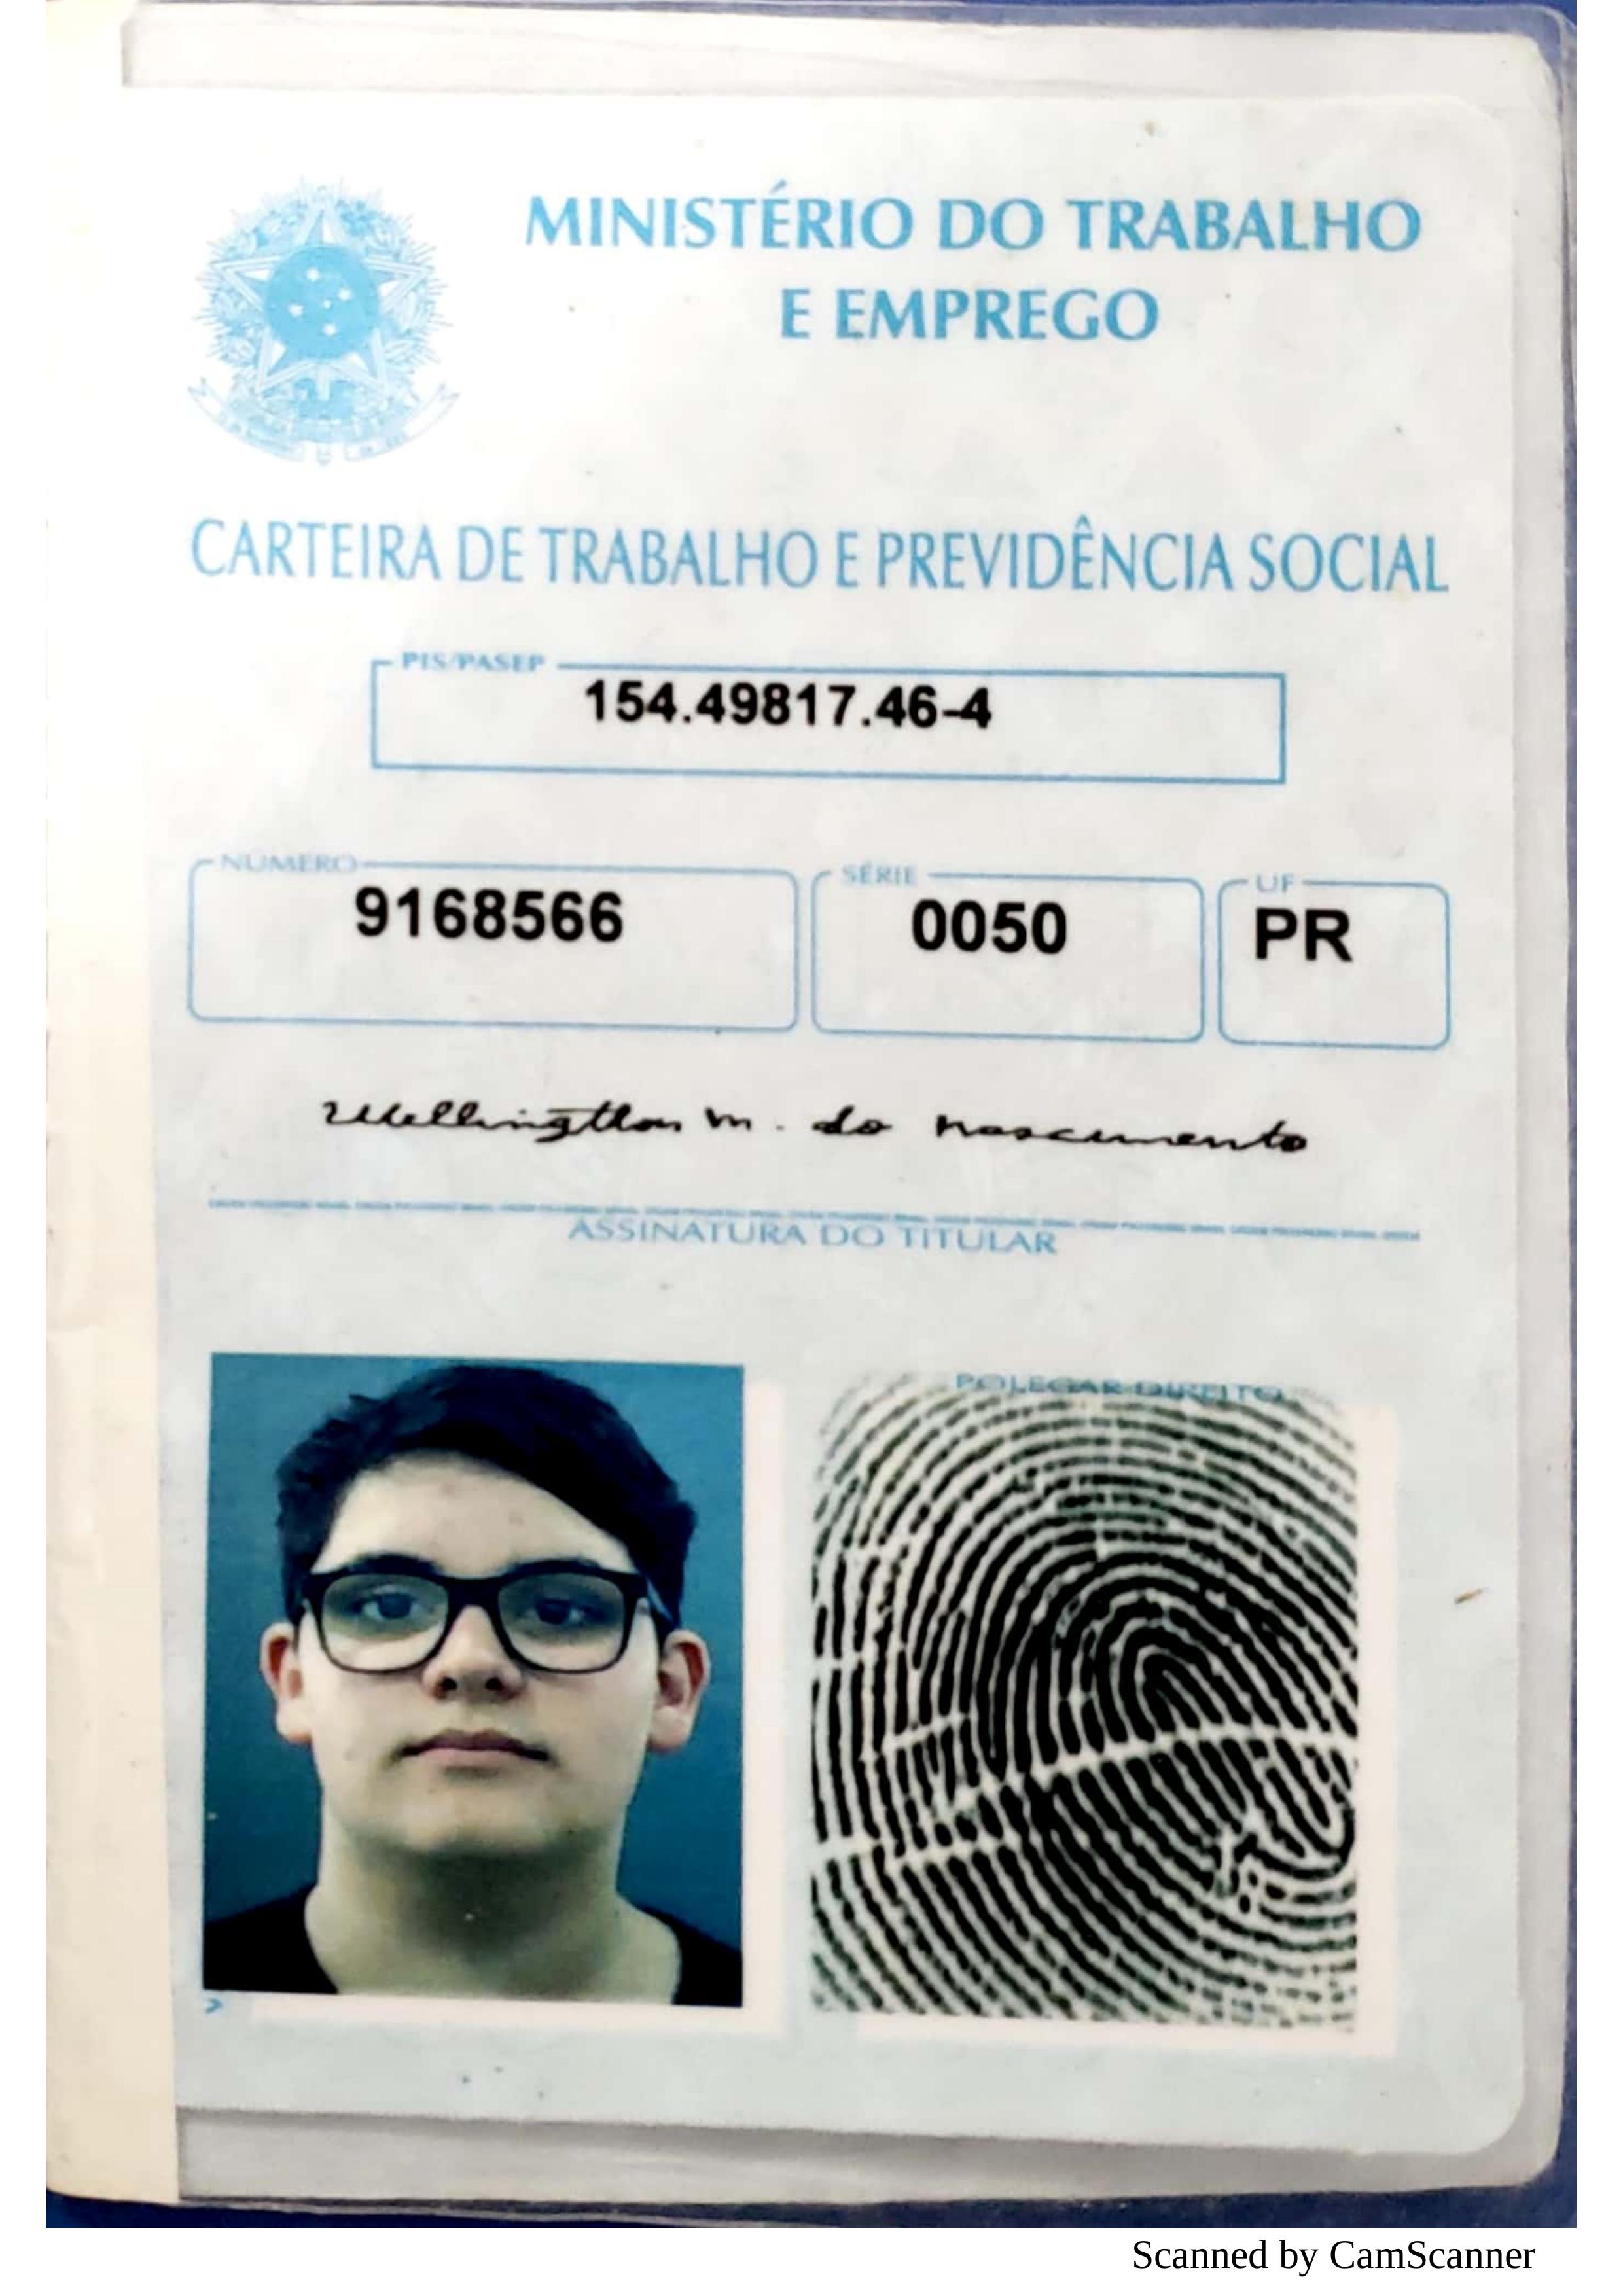 MINISTÉRIO DO TRABALHO
E EMPREGO
CARTEIRA DE TRABALHO E PREVIDÊNCIA SOCIAL
PIS/PASEP
154.49817.46-4
NÚMERO
9168566
SÉRIE
0050
UF
PR
Wellingthon M. do nascimento
ASSINATURA DO TITULAR
POLEGAR DIREITO
Scanned by CamScanner